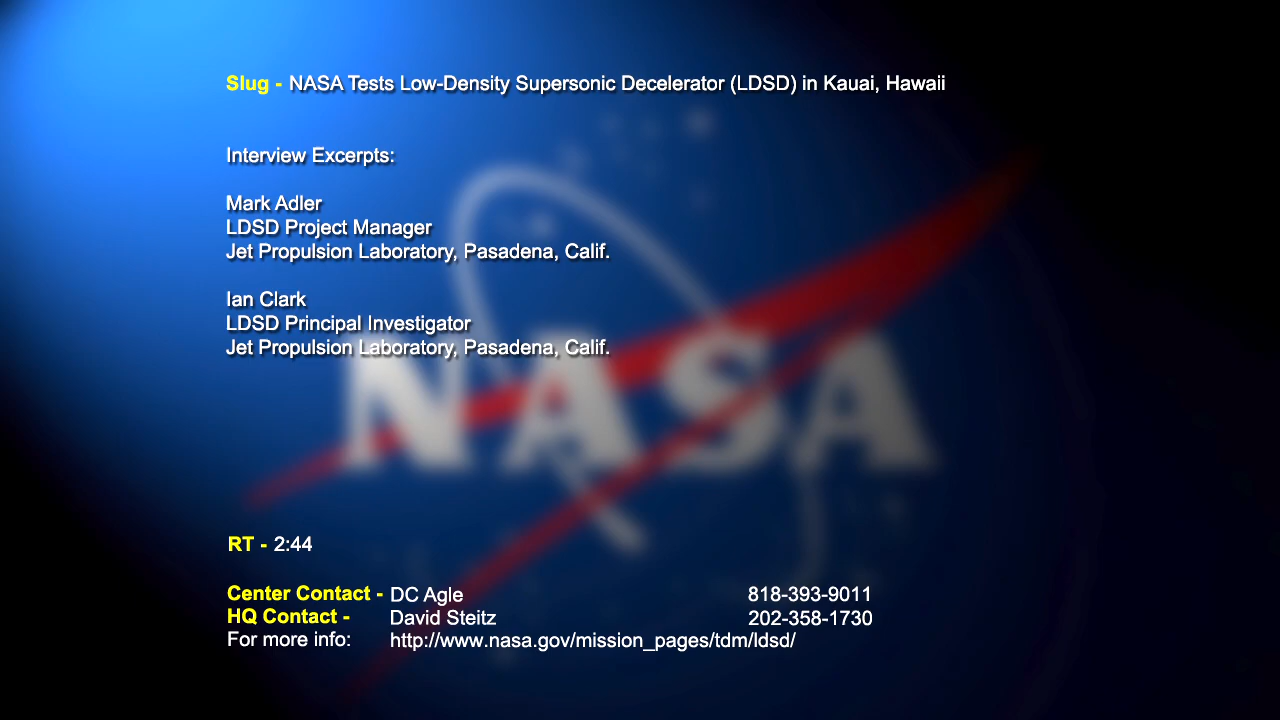 Slug - NASA Tests Low-Density Supersonic Decelerator (LDSD) in Kauai, Hawaii
Interview Excerpts:
Mark Adler
LDSD Project Manager
Jet Propulsion Laboratory, Pasadena, Calif.
Ian Clark
LDSD Principal Investigator
Jet Propulsion Laboratory, Pasadena, Calif.
NASA
RT - 2:44
Center Contact - DC Agle 818-393-9011
HQ Contact - David Steitz 202-358-1730
For more info: http://www.nasa.gov/mission_pages/tdm/ldsd/